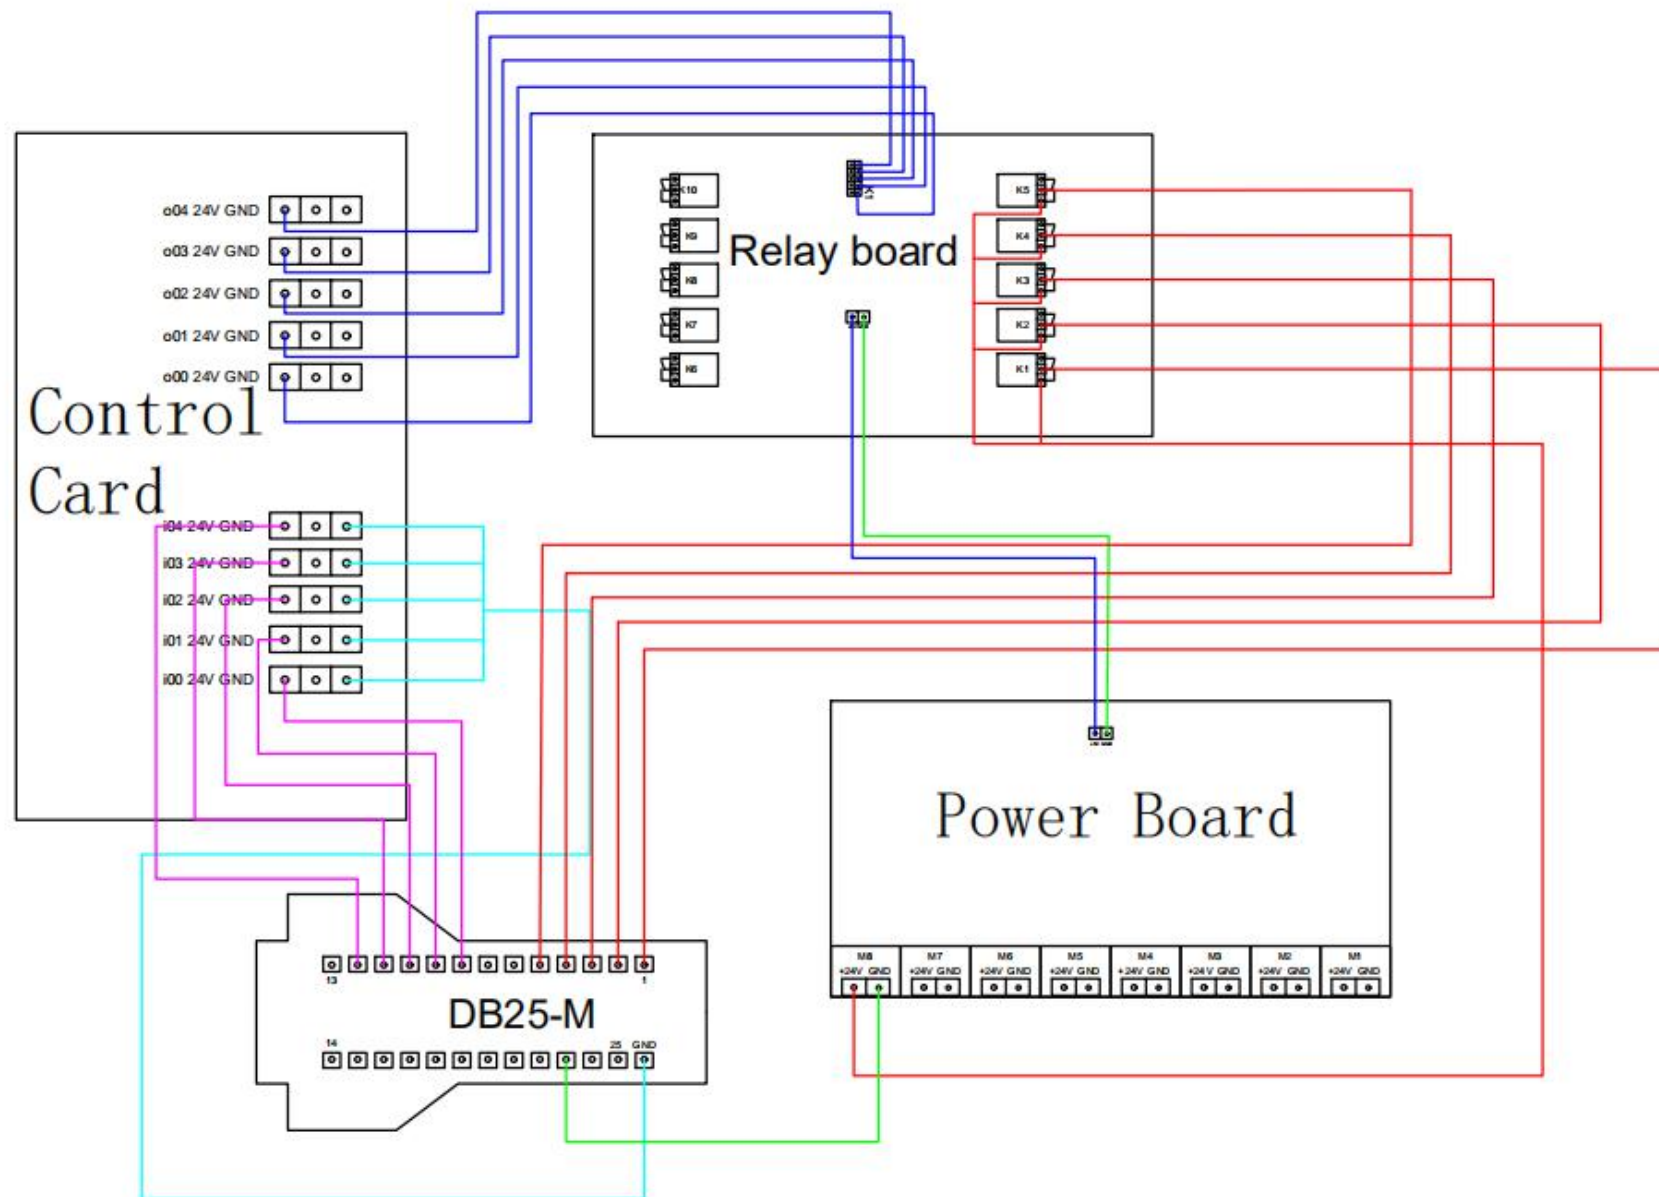 o04 24V GND
o03 24V GND
o02 24V GND
o01 24V GND
o00 24V GND
Control
Card
i04 24V GND
i03 24V GND
i02 24V GND
i01 24V GND
i00 24V GND
K10
K9
K8
K7
K6
Relay board
K5
K4
K3
K2
K1
Power Board
M8
+24V GND
M7
+24V GND
M6
+24V GND
M5
+24V GND
M4
+24V GND
M3
+24V GND
M2
+24V GND
M1
+24V GND
13
1
DB25-M
14
25 GND